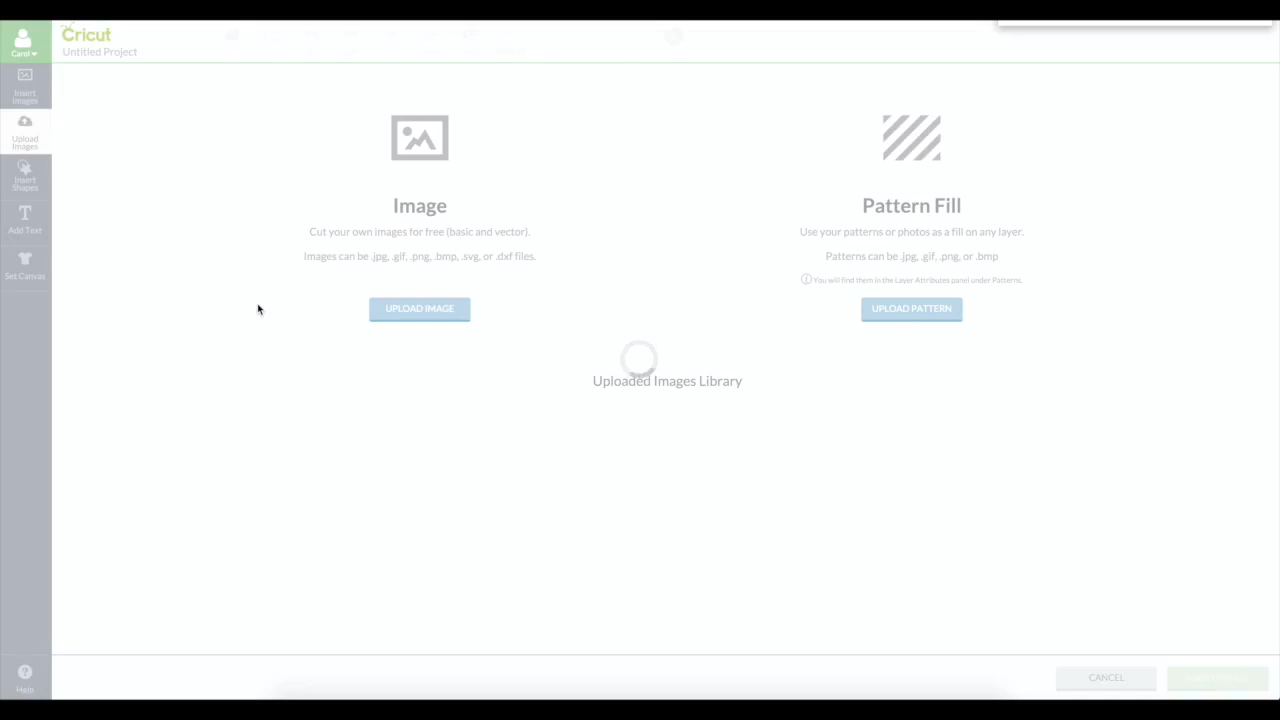 Carol
Cricut
Untitled Project
Insert
Images
Upload
Images
Insert
Shapes
Add Text
Set Canvas
Image
Cut your own images for free (basic and vector).
Images can be .jpg, .gif, .png, .bmp, .svg, or .dxf files.
UPLOAD IMAGE
Pattern Fill
Use your patterns or photos as a fill on any layer.
Patterns can be .jpg, .gif, .png, or .bmp
You will find them in the Layer Attributes panel under Patterns.
UPLOAD PATTERN
Uploaded Images Library
Help
CANCEL